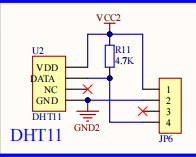 VCC2
U2
R11
4.7K
VDD
DATA
NC
GND
DHT11
GND2
1
2
3
4
JP6
DHT11